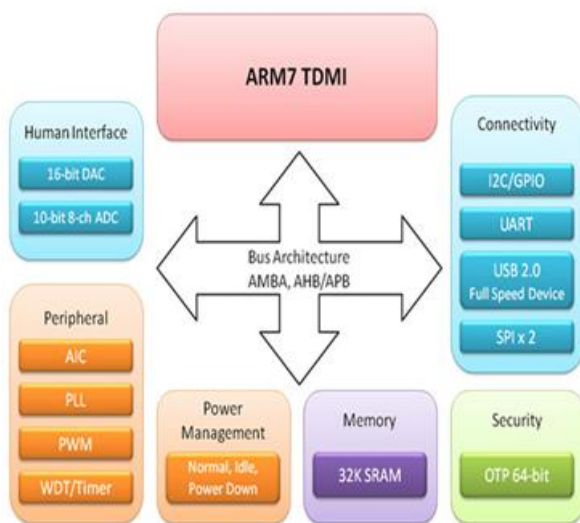 ARM7 TDMI
Human Interface
16-bit DAC
10-bit 8-ch ADC
Connectivity
I2C/GPIO
UART
USB 2.0
Full Speed Device
SPI x 2
Bus Architecture
AMBA, AHB/APB
Peripheral
AIC
PLL
PWM
WDT/Timer
Power
Management
Normal, Idle,
Power Down
Memory
32K SRAM
Security
OTP 64-bit